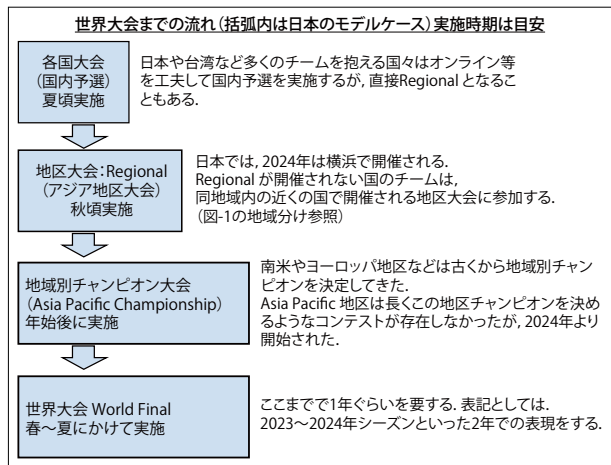 世界大会までの流れ（括弧内は日本のモデルケース）実施時期は目安
各国大会
（国内予選）
夏頃実施
日本や台湾など多くのチームを抱える国々はオンライン等
を工夫して国内予選を実施するが，直接Regional となるこ
ともある．
地区大会：Regional
（アジア地区大会）
秋頃実施
日本では，2024年は横浜で開催される．
Regional が開催されない国のチームは，
同地域内の近くの国で開催される地区大会に参加する．
（図-1の地域分け参照）
地域別チャンピオン大会
（Asia Pacific Championship）
年始後に実施
南米やヨーロッパ地区などは古くから地域別チャン
ピオンを決定してきた．
Asia Pacific 地区は長くこの地区チャンピオンを決め
るようなコンテストが存在しなかったが，2024年より
開始された．
世界大会 World Final
春～夏にかけて実施
ここまでで1年ぐらいを要する．表記としては．
2023～2024年シーズンといった2年での表現をする．